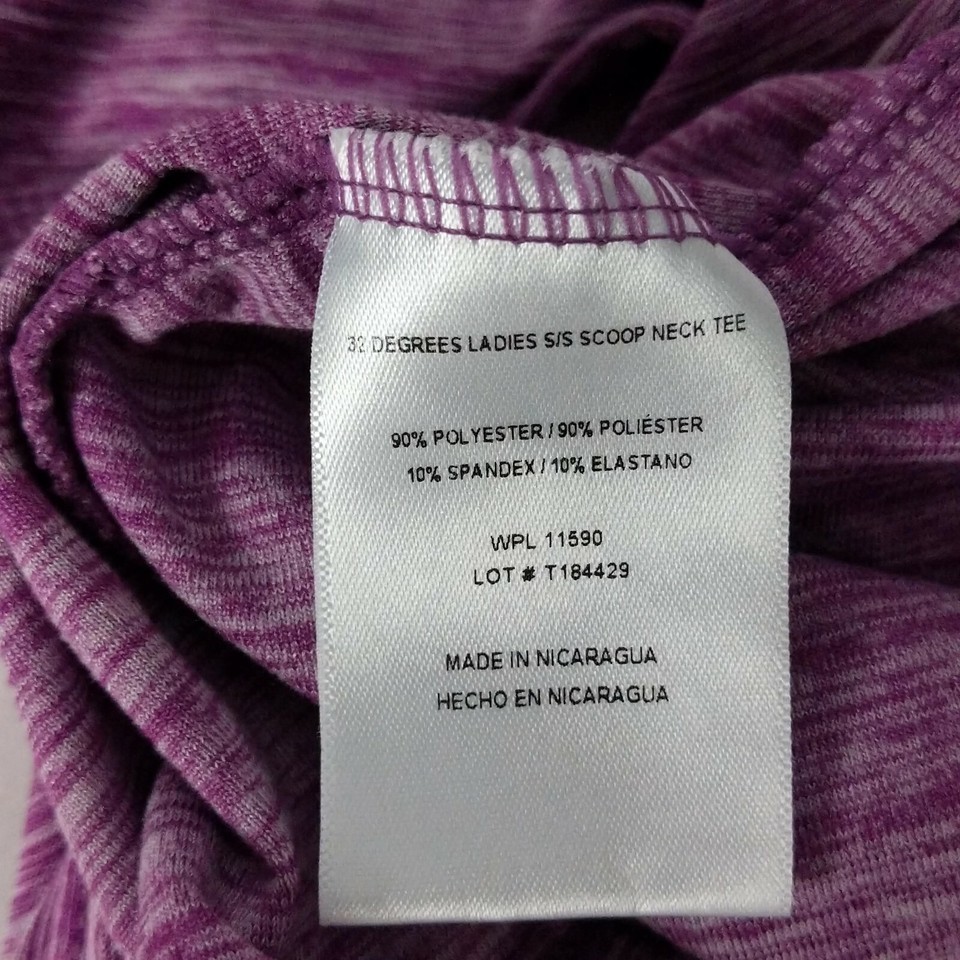 32 DEGREES LADIES S/S SCOOP NECK TEE
90% POLYESTER / 90% POLIÉSTER
10% SPANDEX / 10% ELASTANO
WPL 11590
LOT # T184429
MADE IN NICARAGUA
HECHO EN NICARAGUA